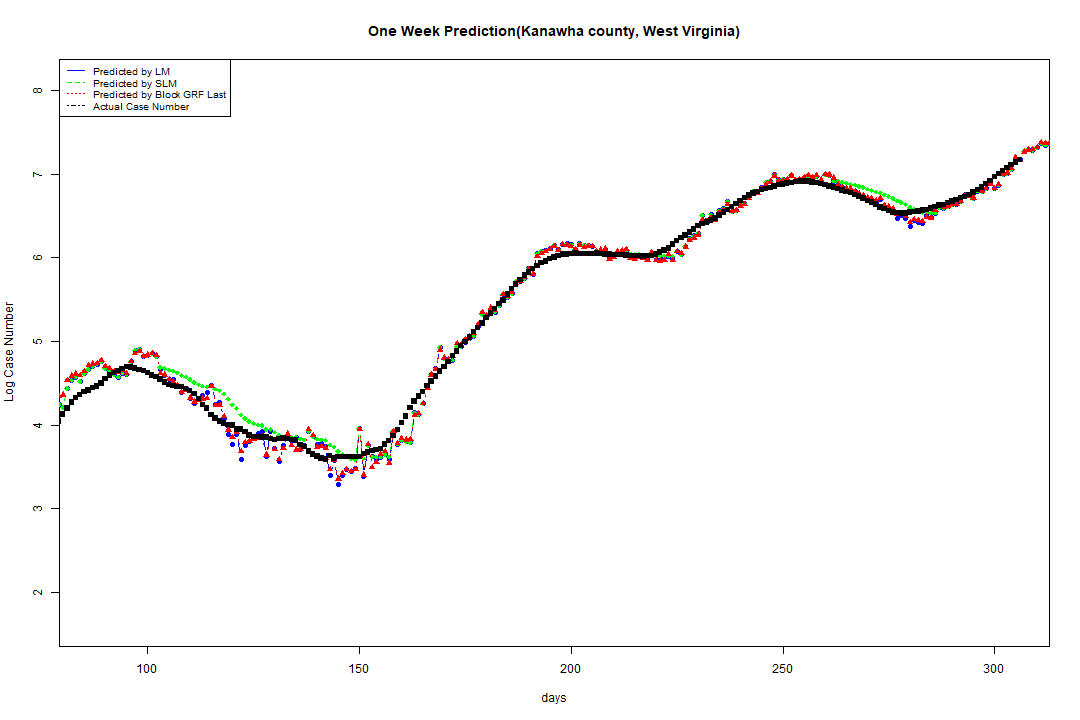 One Week Prediction(Kanawha county, West Virginia)
Predicted by LM
Predicted by SLM
Predicted by Block GRF Last
Actual Case Number
8
7
6
5
4
3
2
Log Case Number
100 150 200 250 300
days